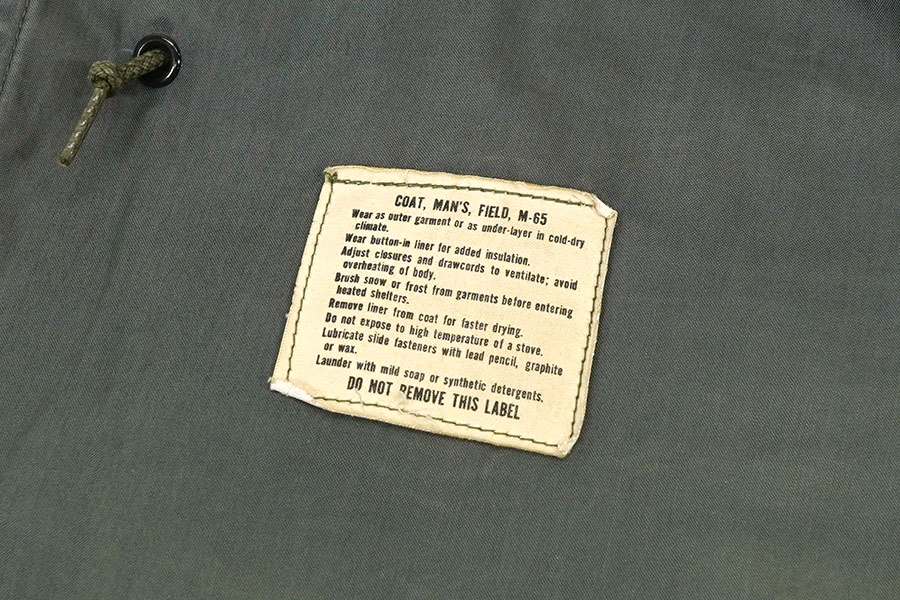 COAT, MAN'S, FIELD, M-65
Wear as outer garment or as under-layer in cold-dry
climate.
Wear button-in liner for added insulation.
Adjust closures and drawcords to ventilate; avoid
overheating of body.
Brush snow or frost from garments before entering
heated shelters.
Remove liner from coat for faster drying.
Do not expose to high temperature of a stove.
Lubricate slide fasteners with lead pencil, graphite
or wax.
Launder with mild soap or synthetic detergents.
DO NOT REMOVE THIS LABEL